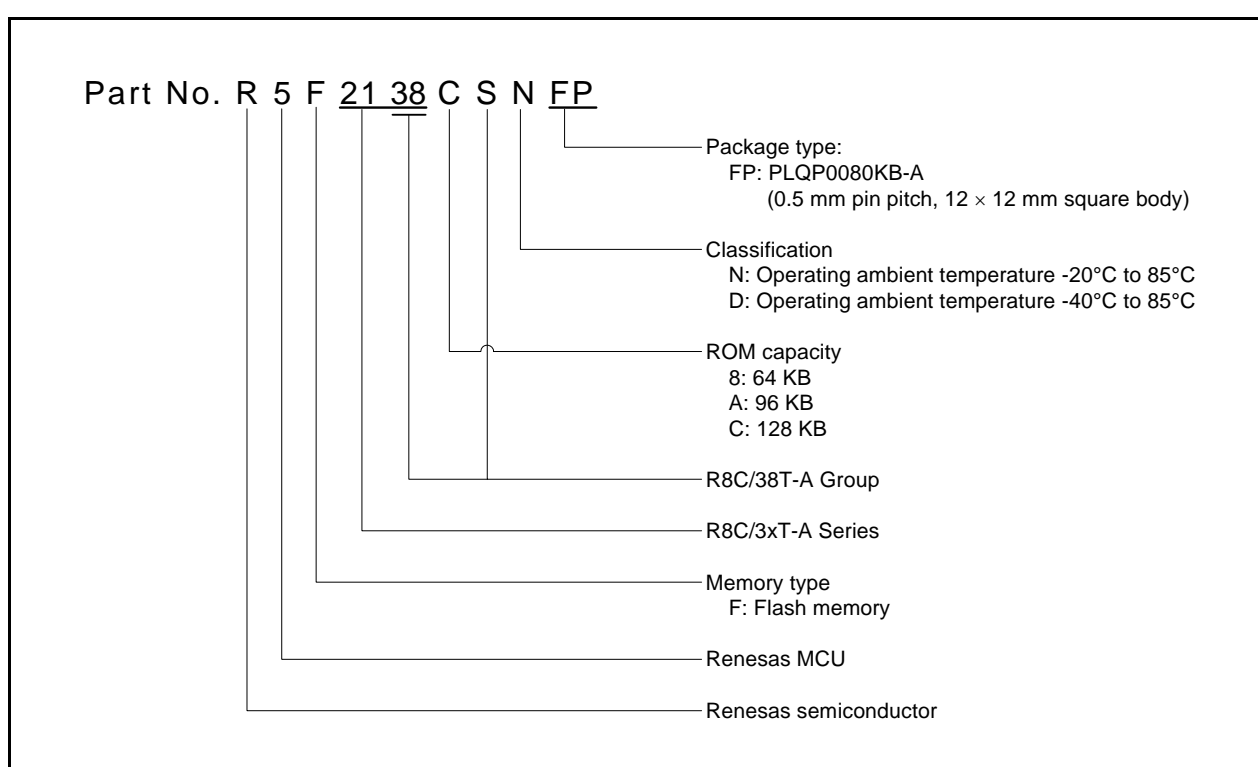 Part No. R 5 F 21 38 C S N FP
Package type:
FP: PLQP0080KB-A
(0.5 mm pin pitch, 12 × 12 mm square body)
Classification
N: Operating ambient temperature -20°C to 85°C
D: Operating ambient temperature -40°C to 85°C
ROM capacity
8: 64 KB
A: 96 KB
C: 128 KB
R8C/38T-A Group
R8C/3xT-A Series
Memory type
F: Flash memory
Renesas MCU
Renesas semiconductor